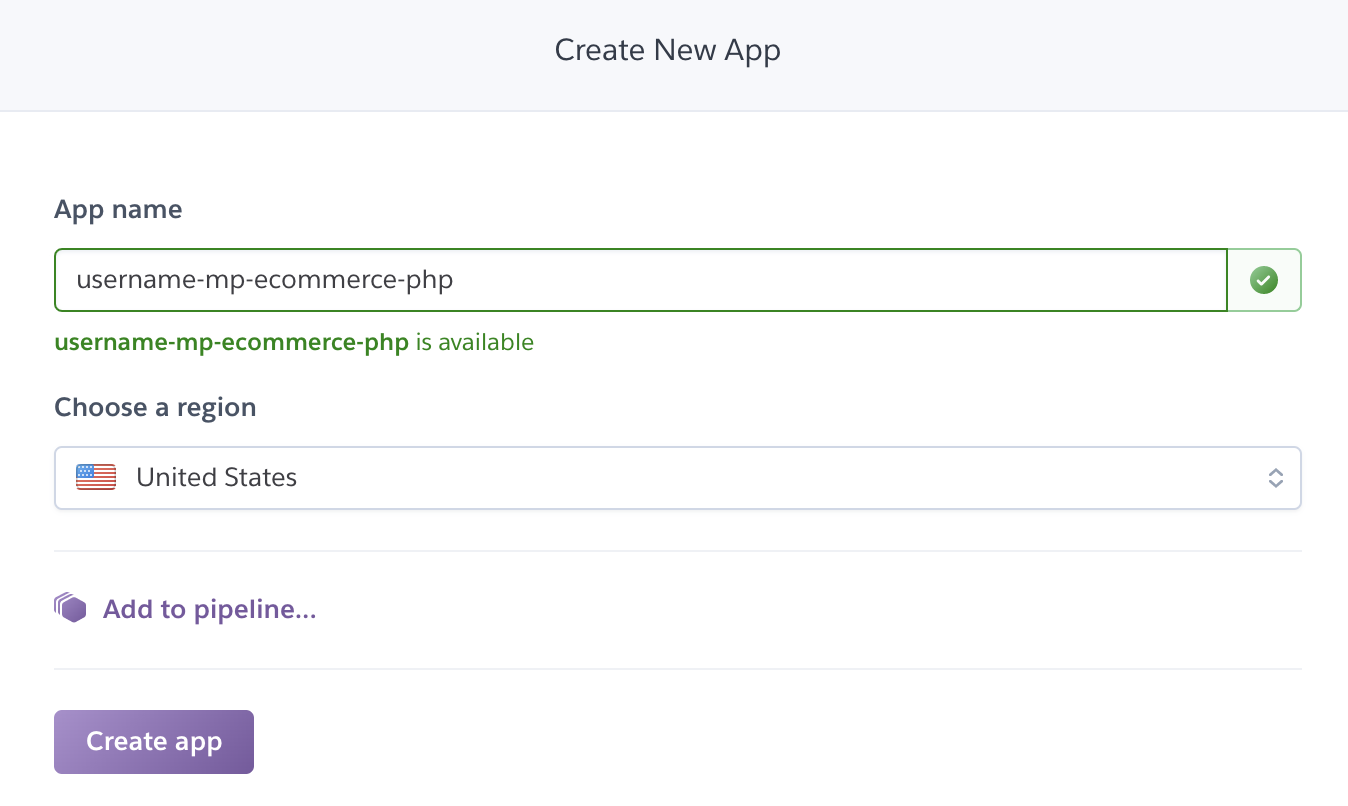 Create New App
App name
username-mp-ecommerce-php
username-mp-ecommerce-php is available
Choose a region
United States
Add to pipeline...
Create app